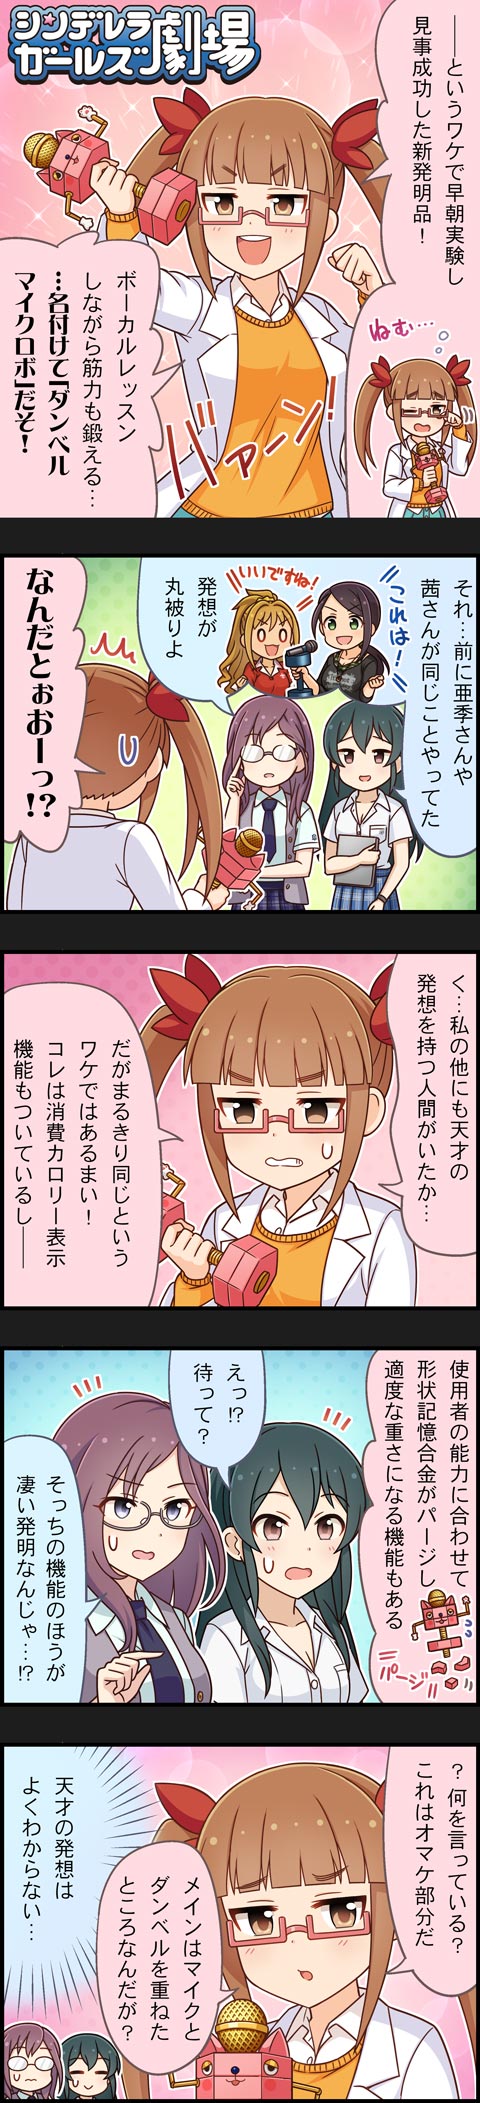 シンデレラ
ガールズ劇場
――というワケで早朝実験し
見事成功した新発明品！
ねむ…
ボーカルレッスン
しながら筋力も鍛える…
…名付けて『ダンベル
マイクロボ』だぞ！
バァーン！
それ…前に亜季さんや
茜さんが同じことやってた
これは！
いいですね！
発想が
丸被りよ
なんだとぉおーっ！？
く…私の他にも天才の
発想を持つ人間がいたか…
だがまるきり同じという
ワケではあるまい！
コレは消費カロリー表示
機能もついているし――
使用者の能力に合わせて
形状記憶合金がパージし
適度な重さになる機能もある
パージ
えっ！？
待って？
そっちの機能のほうが
凄い発明なんじゃ…！？
？何を言っている？
これはオマケ部分だ
メインはマイクと
ダンベルを重ねた
ところなんだが？
天才の発想は
よくわからない…